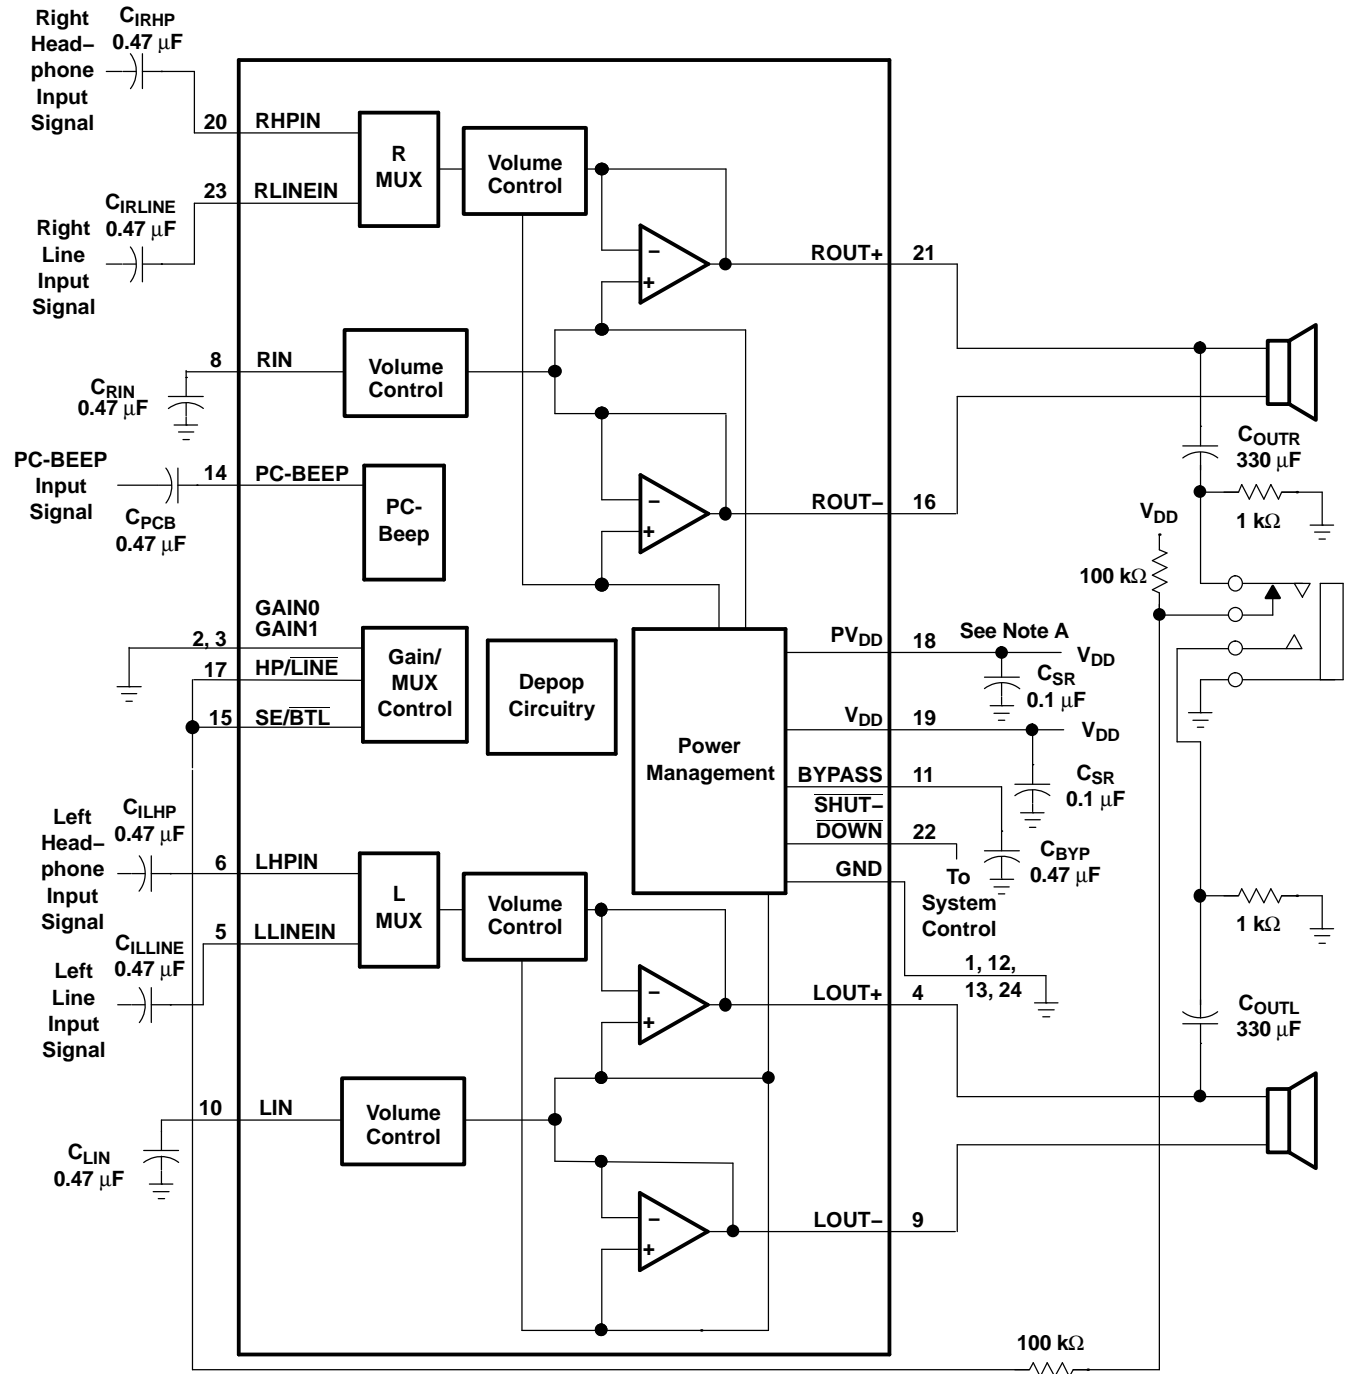 Right
Head–
phone
Input
Signal
CIRHP
0.47 μF
20
RHPIN
R
MUX
Volume
Control
23
RLINEIN
CIRLINE
0.47 μF
Right
Line
Input
Signal
–
+
ROUT+
21
8
RIN
Volume
Control
CRIN
0.47 μF
COUTR
330 μF
PC-BEEP
Input
Signal
14
PC-BEEP
CPCB
0.47 μF
PC-
Beep
–
+
ROUT–
16
1 kΩ
VDD
100 kΩ
GAIN0
GAIN1
2, 3
17
HP/LINE
15
SE/BTL
Gain/
MUX
Control
Depop
Circuitry
Power
Management
PVDD
18
See Note A
VDD
CSR
0.1 μF
VDD
19
VDD
CSR
0.1 μF
BYPASS
11
SHUT–
DOWN
22
CBYP
0.47 μF
GND
To
System
Control
1, 12,
13, 24
Left
Head–
phone
Input
Signal
CILHP
0.47 μF
6
LHPIN
L
MUX
Volume
Control
5
LLINEIN
CILLINE
0.47 μF
Left
Line
Input
Signal
1 kΩ
–
+
LOUT+
4
COUTL
330 μF
10
LIN
Volume
Control
CLIN
0.47 μF
–
+
LOUT–
9
100 kΩ